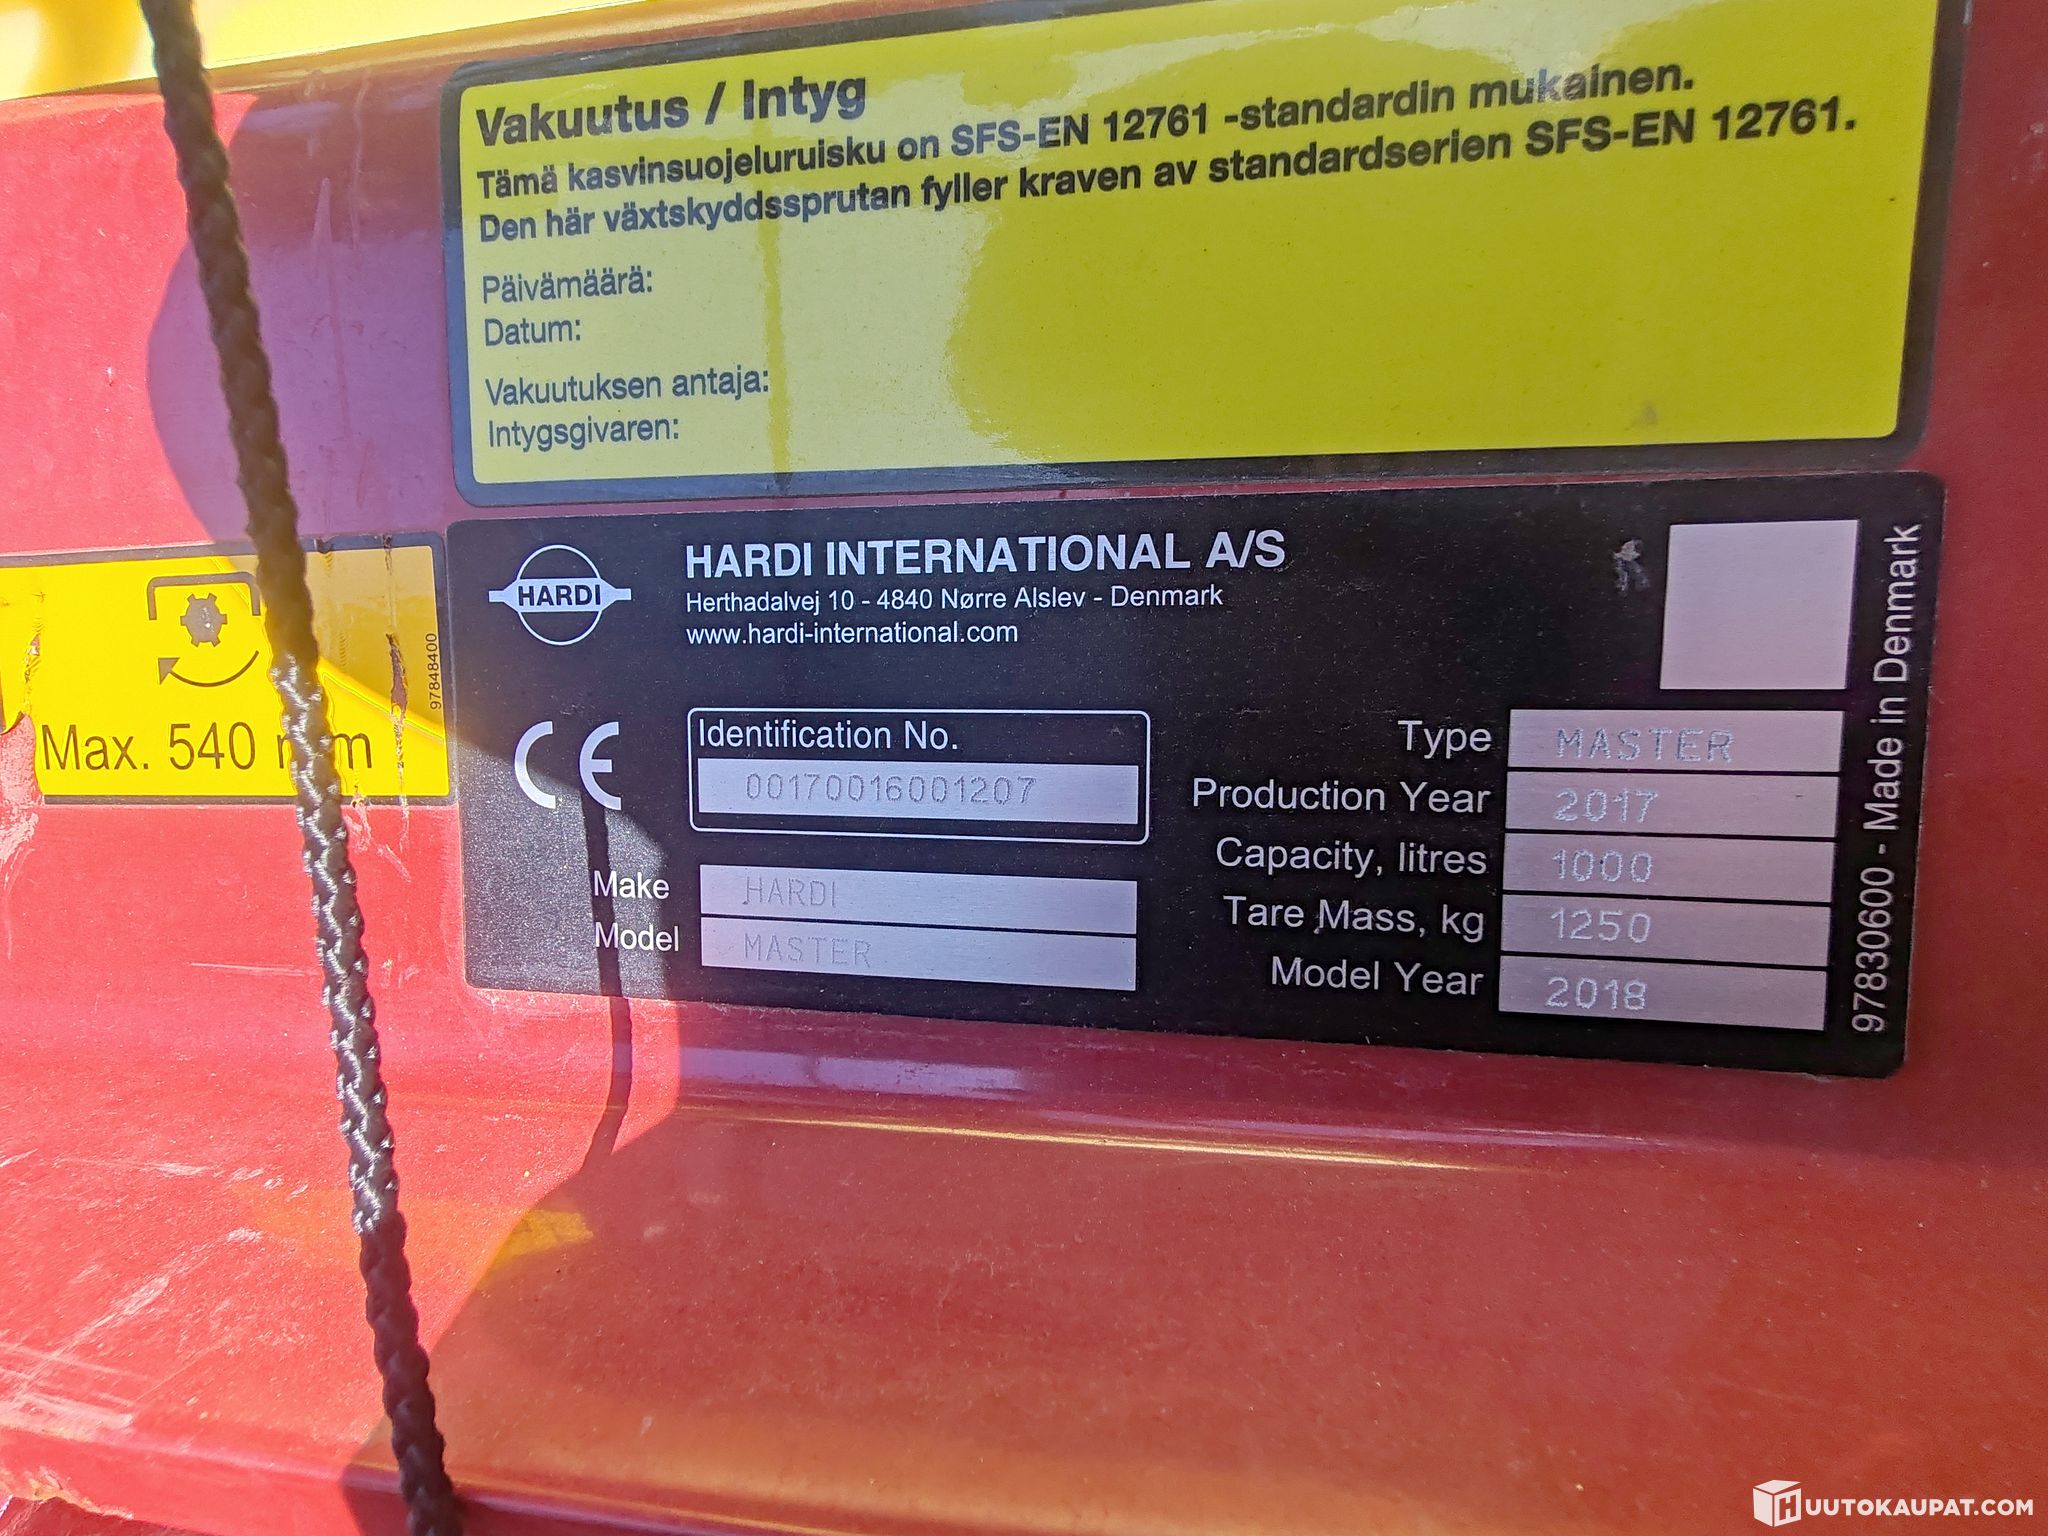 Vakuutus / Intyg
Tämä kasvinsuojeluruisku on SFS-EN 12761 -standardin mukainen.
Den här växtskyddssprutan fyller kraven av standardserien SFS-EN 12761.
Päivämäärä:
Datum:
Vakuutuksen antaja:
Intygsgivaren:
97848400
Max. 540 rpm
HARDI
HARDI INTERNATIONAL A/S
Herthadalvej 10 - 4840 Nørre Alslev - Denmark
www.hardi-international.com
CE
Identification No.
00170016001207
Make HARDI
Model MASTER
Type MASTER
Production Year 2017
Capacity, litres 1000
Tare Mass, kg 1250
Model Year 2018
97830600 - Made in Denmark
HUUTOKAUPAT.COM